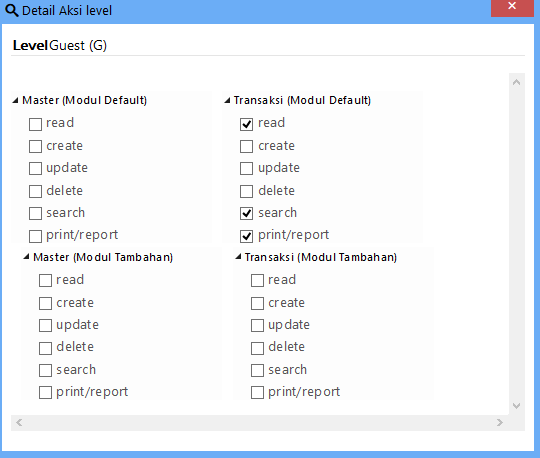 Detail Aksi level
LevelGuest (G)
Master (Modul Default)
read
create
update
delete
search
print/report
Transaksi (Modul Default)
read
create
update
delete
search
print/report
Master (Modul Tambahan)
read
create
update
delete
search
print/report
Transaksi (Modul Tambahan)
read
create
update
delete
search
print/report